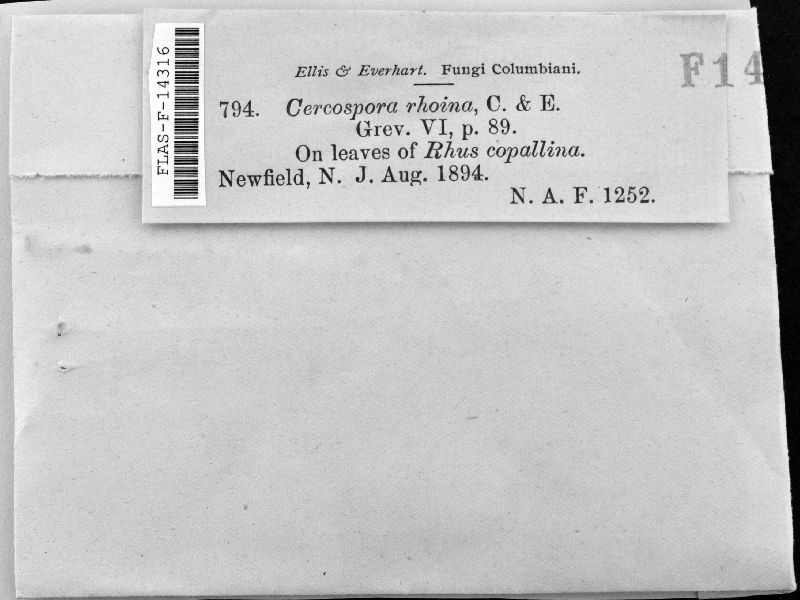 FLAS-F-14316
Ellis & Everhart. Fungi Columbiani.
F14
794. Cercospora rhoina, C. & E.
Grev. VI, p. 89.
On leaves of Rhus copallina.
Newfield, N. J. Aug. 1894.
N. A. F. 1252.